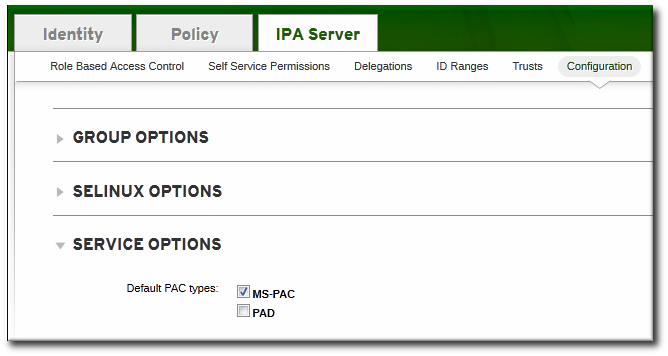 Identity Policy IPA Server
Role Based Access Control Self Service Permissions Delegations ID Ranges Trusts Configuration
GROUP OPTIONS
SELINUX OPTIONS
SERVICE OPTIONS
Default PAC types: MS-PAC
PAD